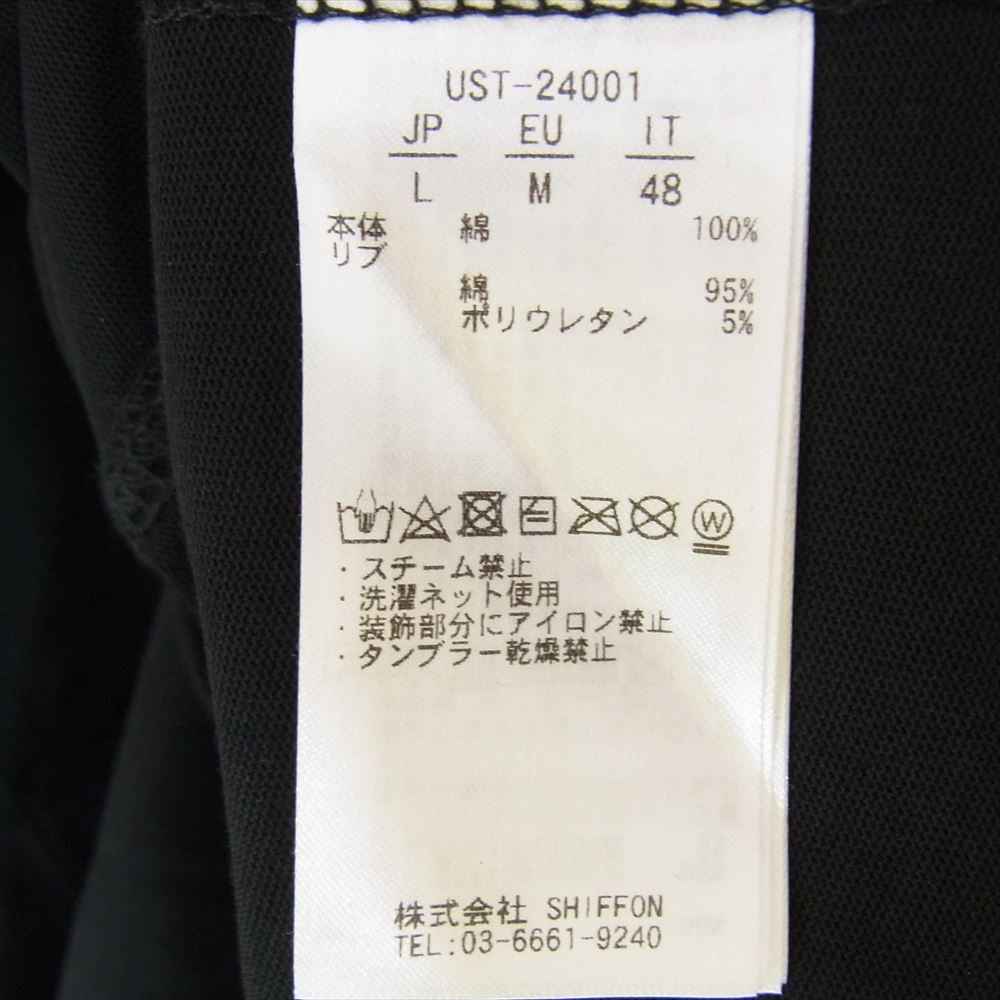 UST-24001
JP EU IT
L M 48
本体 綿 100%
リブ
綿 95%
ポリウレタン 5%
W
・スチーム禁止
・洗濯ネット使用
・装飾部分にアイロン禁止
・タンブラー乾燥禁止
株式会社 SHIFFON
TEL:03-6661-9240